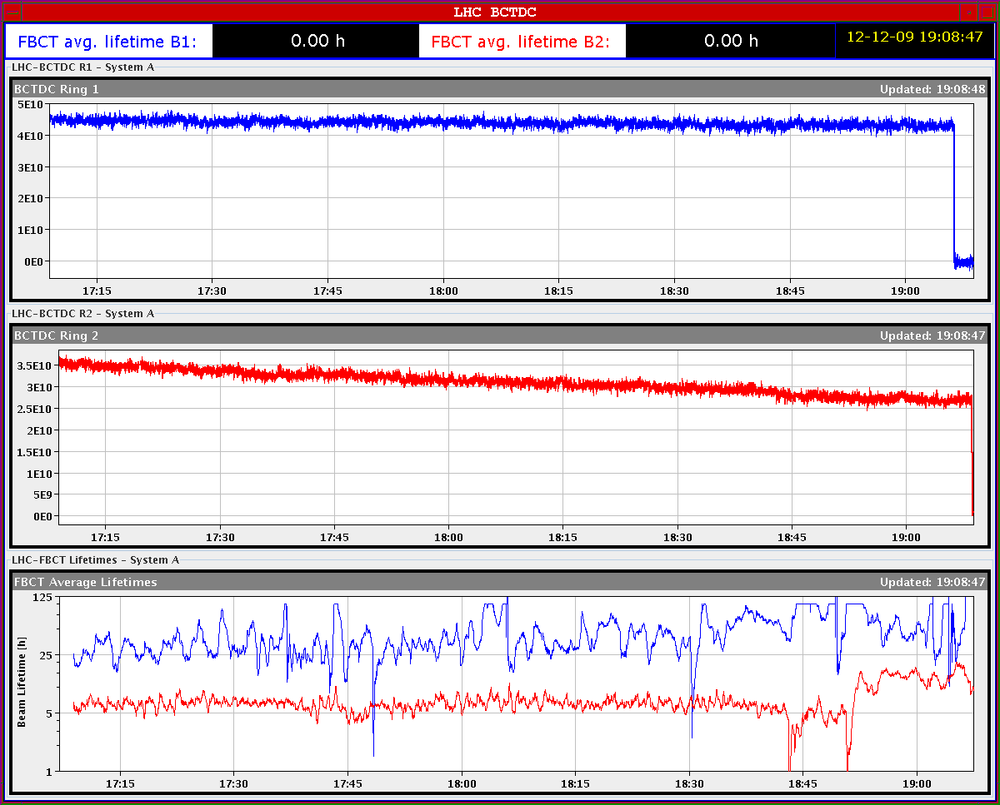 LHC BCTDC
FBCT avg. lifetime B1: 0.00 h FBCT avg. lifetime B2: 0.00 h 12-12-09 19:08:47
LHC-BCTDC R1 - System A
BCTDC Ring 1 Updated: 19:08:48
5E10
4E10
3E10
2E10
1E10
0E0
17:15 17:30 17:45 18:00 18:15 18:30 18:45 19:00
LHC-BCTDC R2 - System A
BCTDC Ring 2 Updated: 19:08:47
3.5E10
3E10
2.5E10
2E10
1.5E10
1E10
5E9
0E0
17:15 17:30 17:45 18:00 18:15 18:30 18:45 19:00
LHC-FBCT Lifetimes - System A
FBCT Average Lifetimes Updated: 19:08:47
Beam Lifetime [h]
125
25
5
1
17:15 17:30 17:45 18:00 18:15 18:30 18:45 19:00